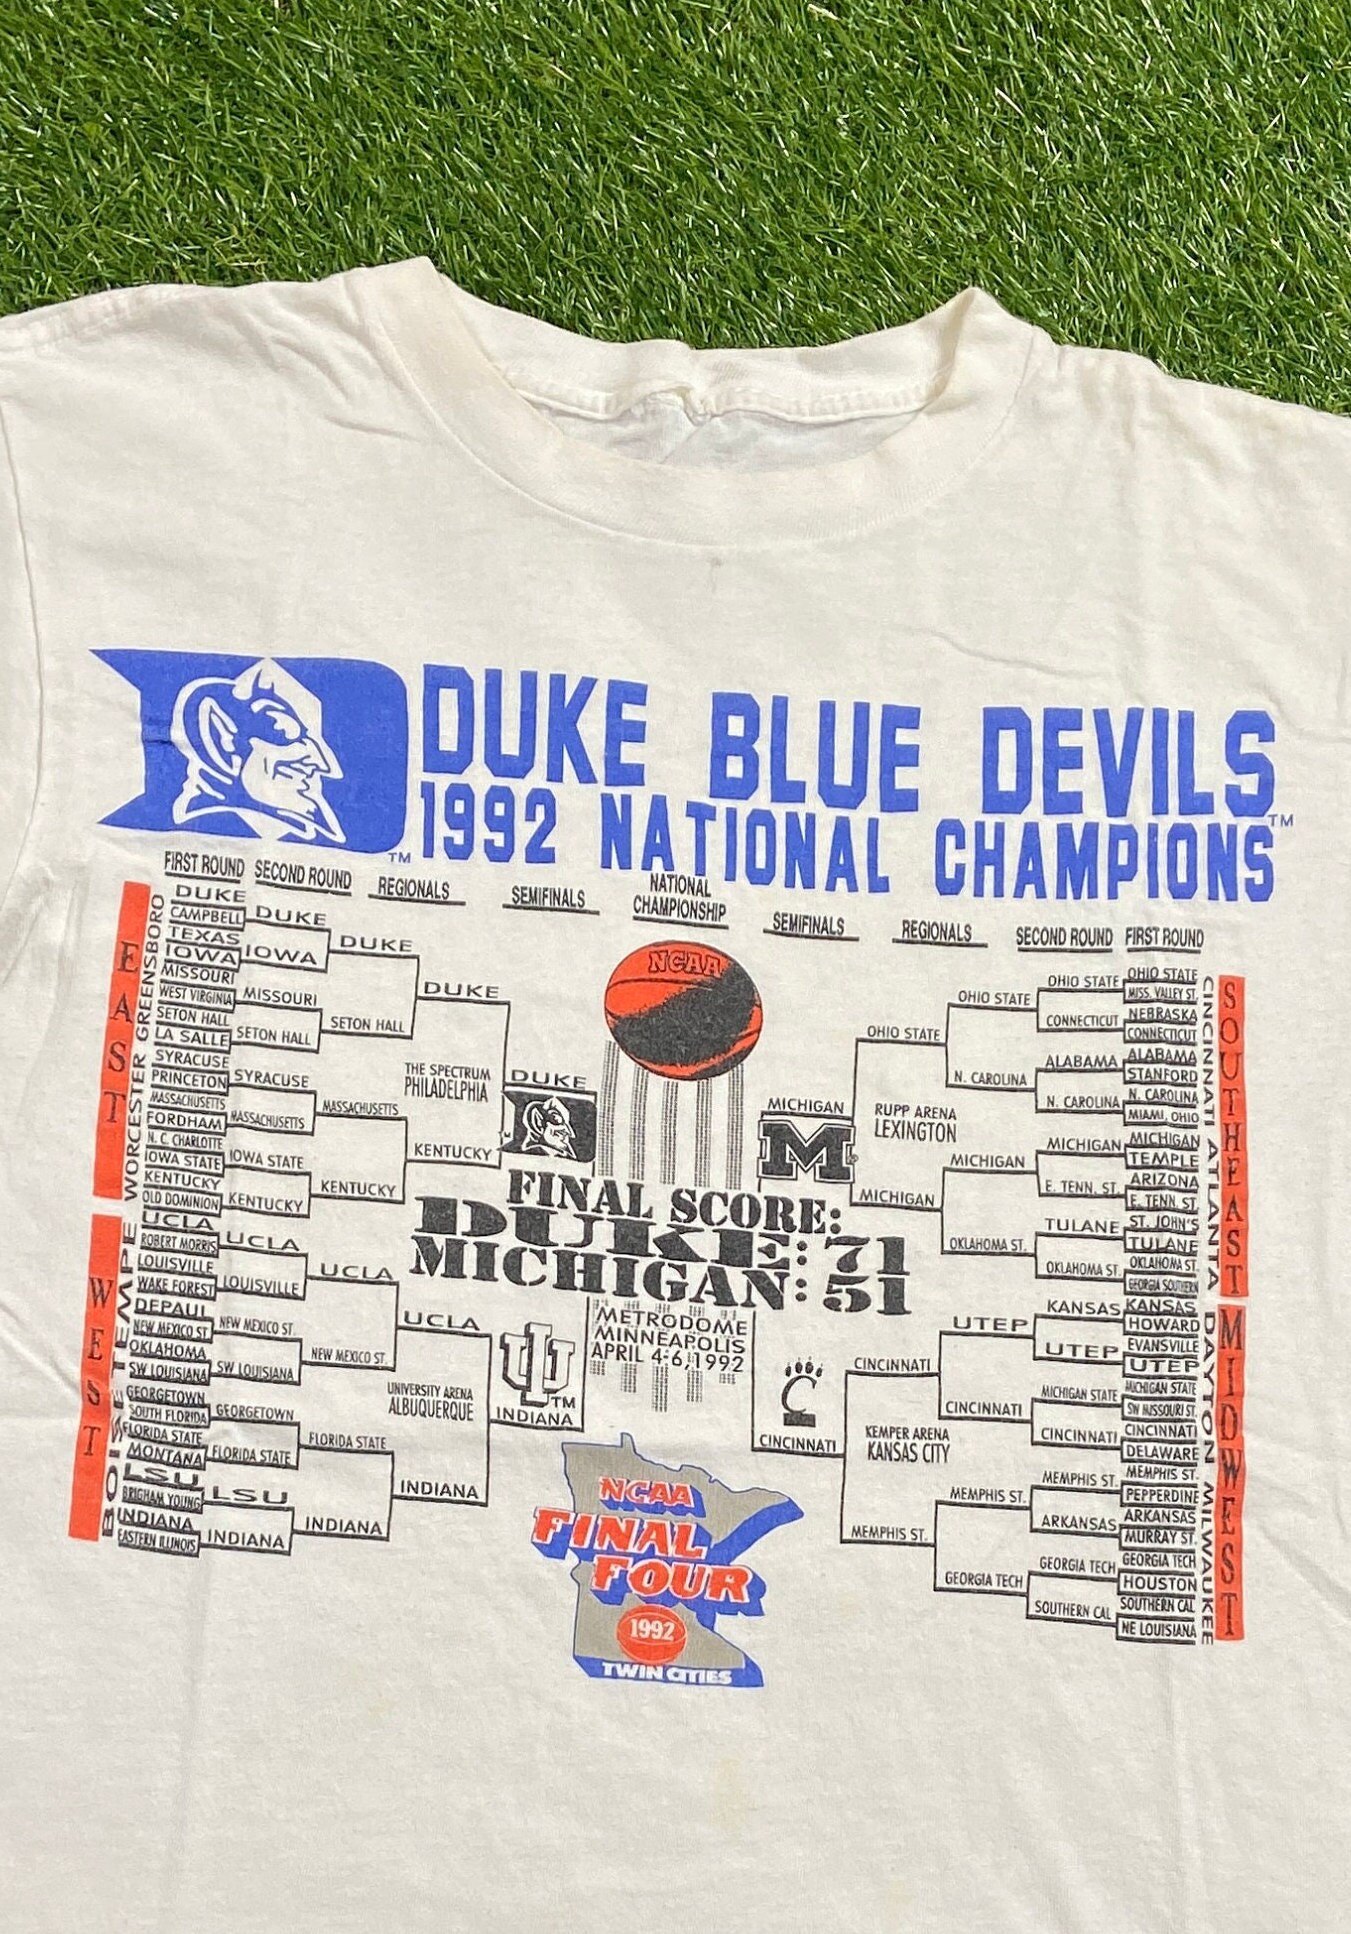 DUKE BLUE DEVILS
TM
1992 NATIONAL CHAMPIONS
TM
FIRST ROUND
SECOND ROUND
REGIONALS
SEMIFINALS
NATIONAL
CHAMPIONSHIP
SEMIFINALS
REGIONALS
SECOND ROUND
FIRST ROUND
EAST
WORCESTER GREENSBORO
DUKE
CAMPBELL
TEXAS
IOWA
MISSOURI
WEST VIRGINIA
SETON HALL
LA SALLE
SYRACUSE
PRINCETON
MASSACHUSETTS
FORDHAM
N. C. CHARLOTTE
IOWA STATE
KENTUCKY
OLD DOMINION
DUKE
IOWA
MISSOURI
SETON HALL
SYRACUSE
MASSACHUSETTS
IOWA STATE
KENTUCKY
DUKE
SETON HALL
MASSACHUSETTS
KENTUCKY
DUKE
KENTUCKY
THE SPECTRUM
PHILADELPHIA
DUKE
WEST
BOISE TEMPE
UCLA
ROBERT MORRIS
LOUISVILLE
WAKE FOREST
DEPAUL
NEW MEXICO ST
OKLAHOMA
SW LOUISIANA
GEORGETOWN
SOUTH FLORIDA
FLORIDA STATE
MONTANA
LSU
BRIGHAM YOUNG
INDIANA
EASTERN ILLINOIS
UCLA
LOUISVILLE
NEW MEXICO ST.
SW LOUISIANA
GEORGETOWN
FLORIDA STATE
LSU
INDIANA
UCLA
NEW MEXICO ST.
FLORIDA STATE
INDIANA
UCLA
INDIANA
UNIVERSITY ARENA
ALBUQUERQUE
IU
TM
INDIANA
NCAA
FINAL SCORE:
DUKE: 71
MICHIGAN: 51
METRODOME
MINNEAPOLIS
APRIL 4-6, 1992
MICHIGAN
M
OHIO STATE
MICHIGAN
RUPP ARENA
LEXINGTON
OHIO STATE
N. CAROLINA
MICHIGAN
OKLAHOMA ST.
OHIO STATE
CONNECTICUT
ALABAMA
N. CAROLINA
MICHIGAN
E. TENN. ST.
TULANE
OKLAHOMA ST.
OHIO STATE
MISS. VALLEY ST.
NEBRASKA
CONNECTICUT
ALABAMA
STANFORD
N. CAROLINA
MIAMI, OHIO
MICHIGAN
TEMPLE
ARIZONA
E. TENN. ST.
ST. JOHN'S
TULANE
OKLAHOMA ST.
GEORGIA SOUTHERN
CINCINNATI ATLANTA
SOUTHEAST
C
CINCINNATI
CINCINNATI
MEMPHIS ST.
KEMPER ARENA
KANSAS CITY
UTEP
CINCINNATI
MEMPHIS ST.
GEORGIA TECH
KANSAS
UTEP
MICHIGAN STATE
CINCINNATI
MEMPHIS ST.
ARKANSAS
GEORGIA TECH
SOUTHERN CAL
KANSAS
HOWARD
EVANSVILLE
UTEP
MICHIGAN STATE
SW MISSOURI ST.
CINCINNATI
DELAWARE
MEMPHIS ST.
PEPPERDINE
ARKANSAS
MURRAY ST.
GEORGIA TECH
HOUSTON
SOUTHERN CAL
NE LOUISIANA
DAYTON MILWAUKEE
MIDWEST
NCAA
FINAL
FOUR
1992
TWIN CITIES